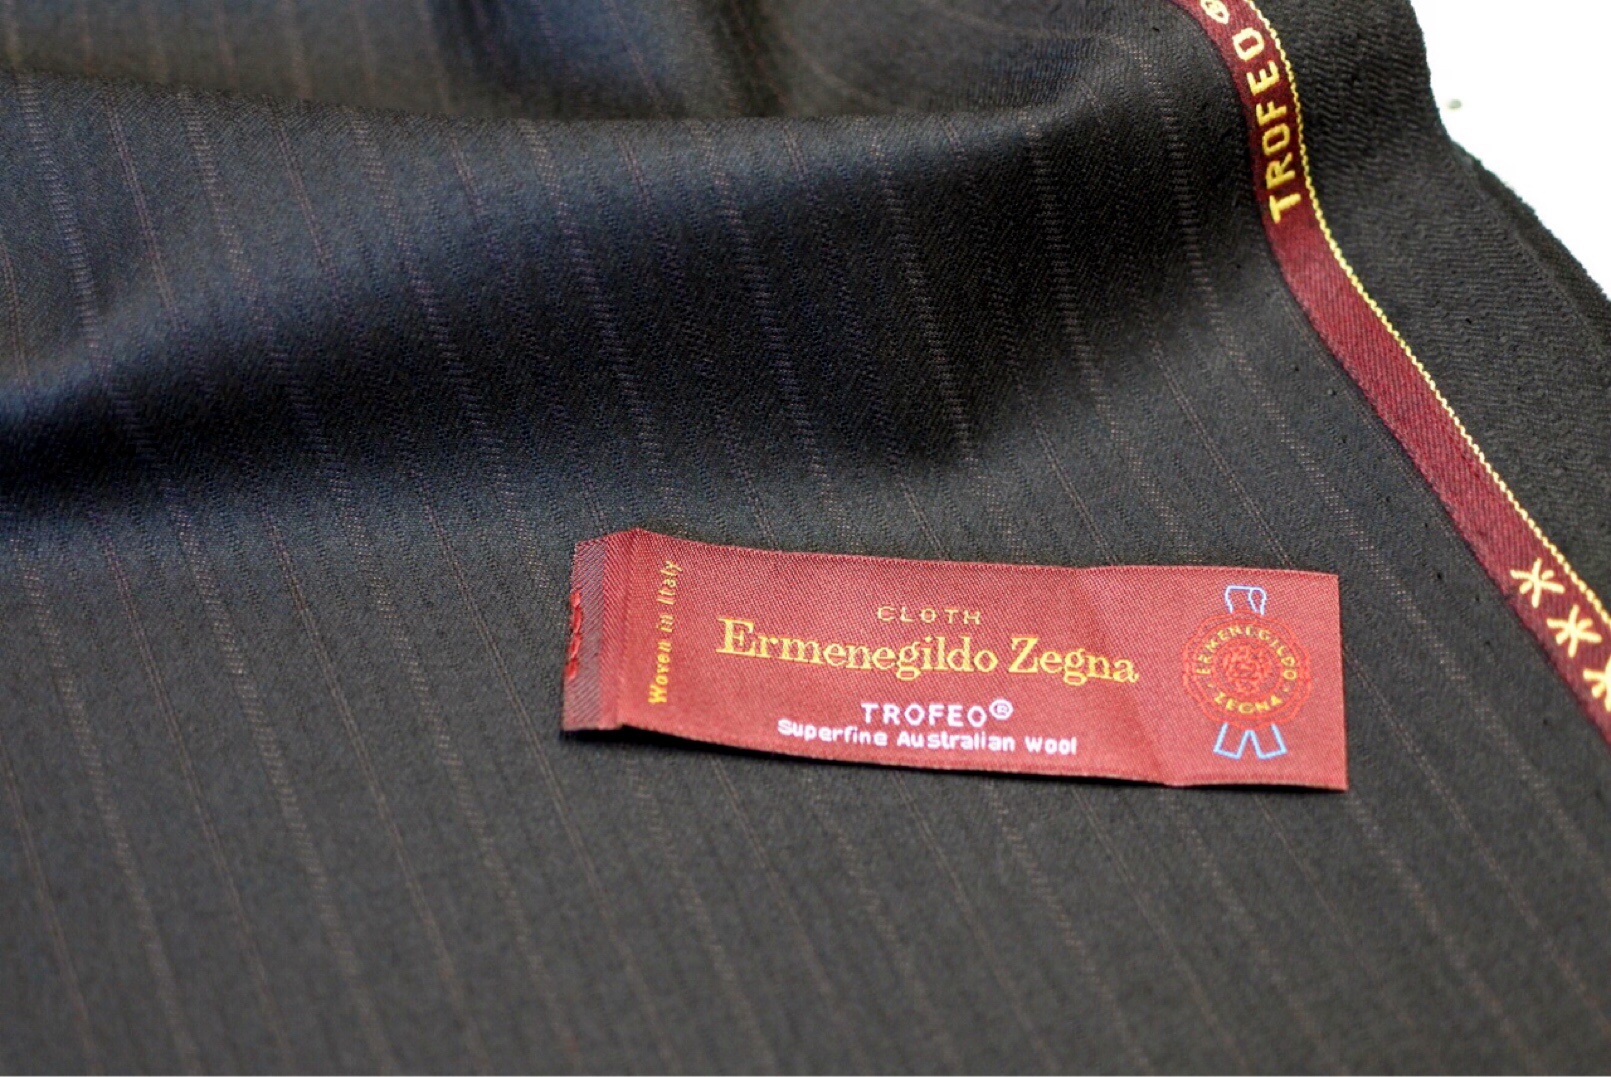 TROFEO®
***
Woven in Italy
CLOTH
Ermenegildo Zegna
TROFEO®
Superfine Australian Wool
ERMENEGILDO
ZEGNA